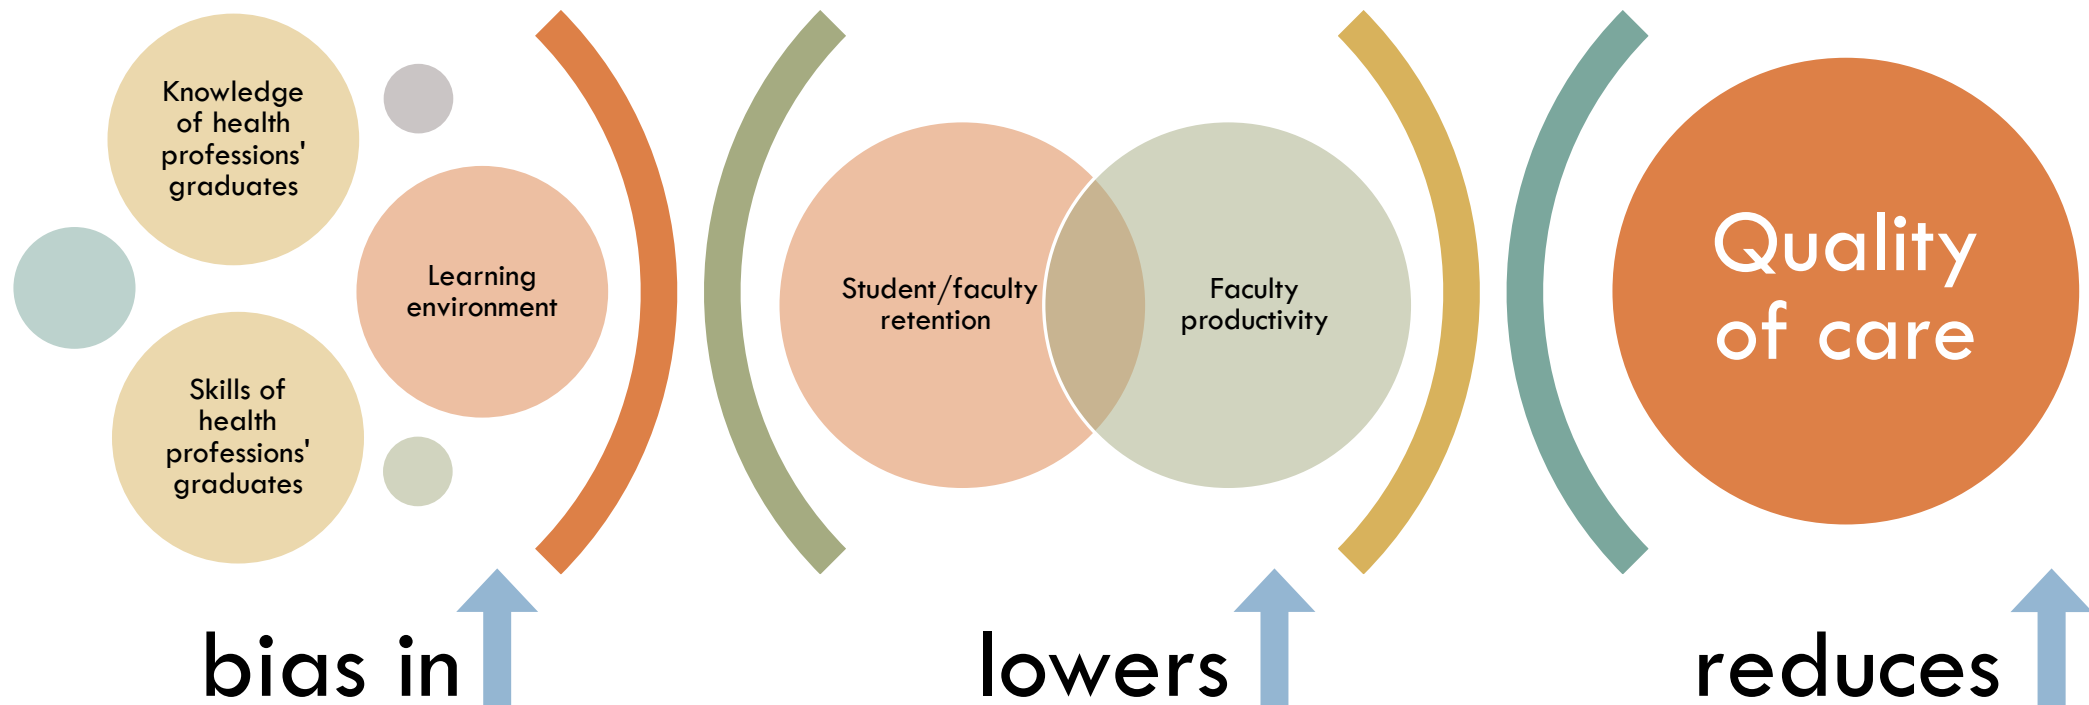 Knowledge
of health
professions'
graduates
Learning
environment
Skills of
health
professions'
graduates
bias in
Student/faculty
retention
Faculty
productivity
lowers
Quality
of care
reduces